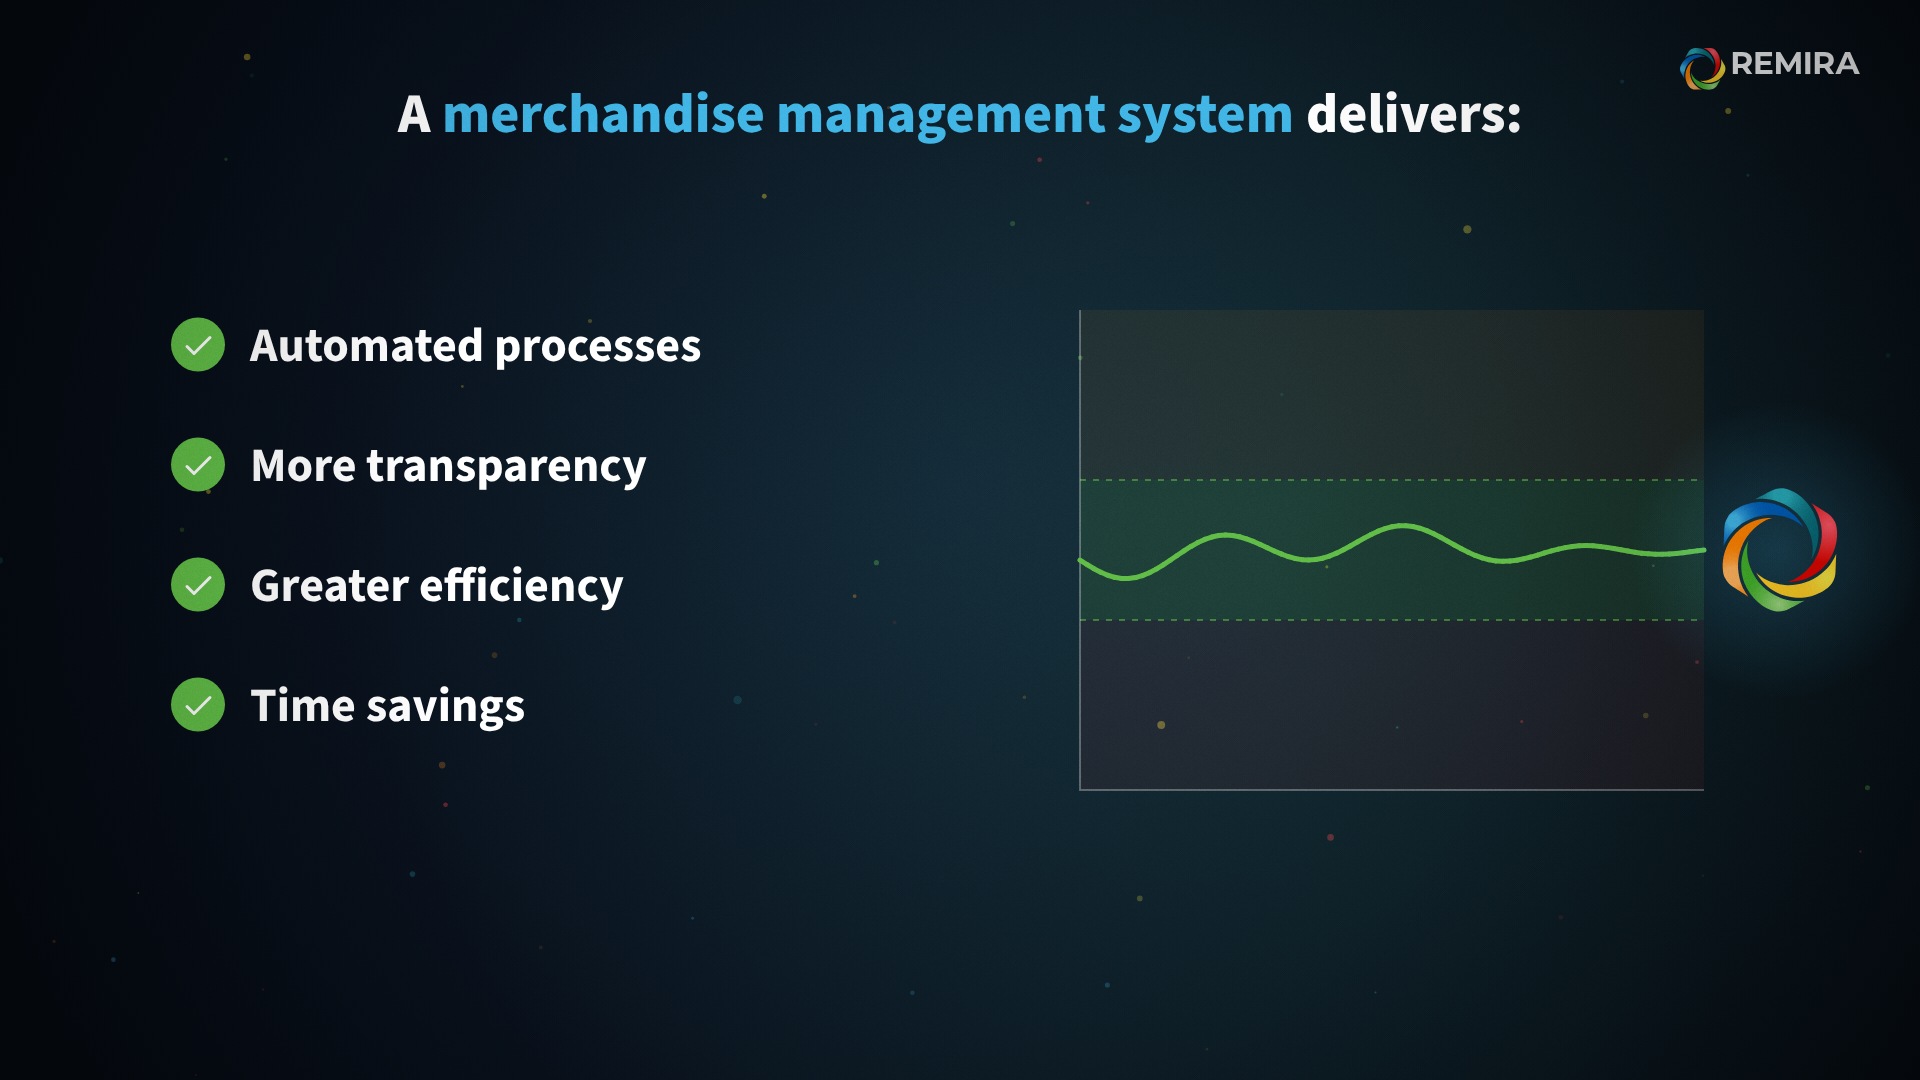 REMIRA
A merchandise management system delivers:
Automated processes
More transparency
Greater efficiency
Time savings